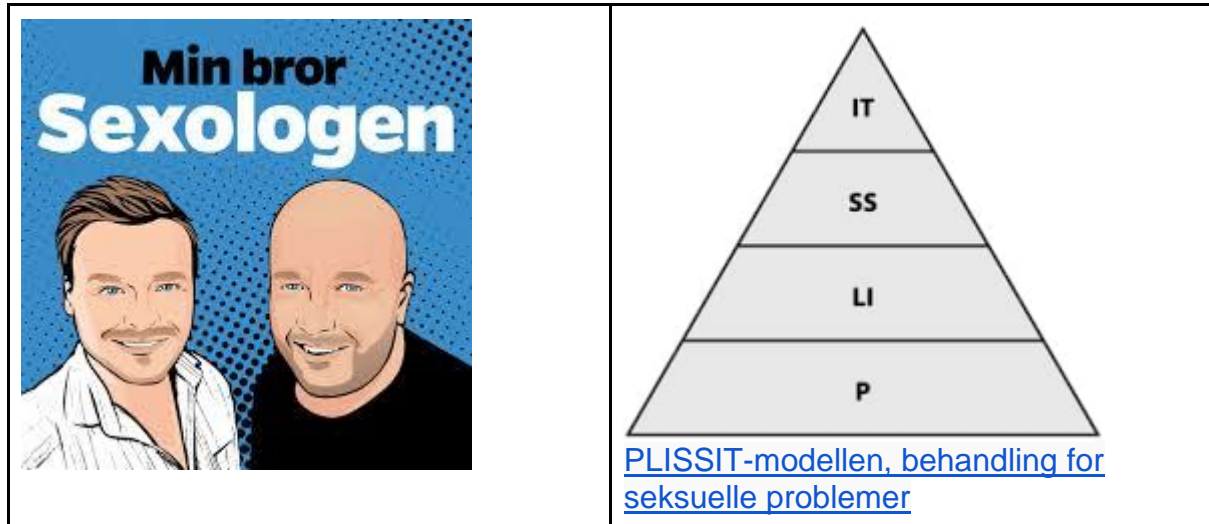 Min bror
Sexologen
IT
SS
LI
P
PLISSIT-modellen, behandling for
seksuelle problemer